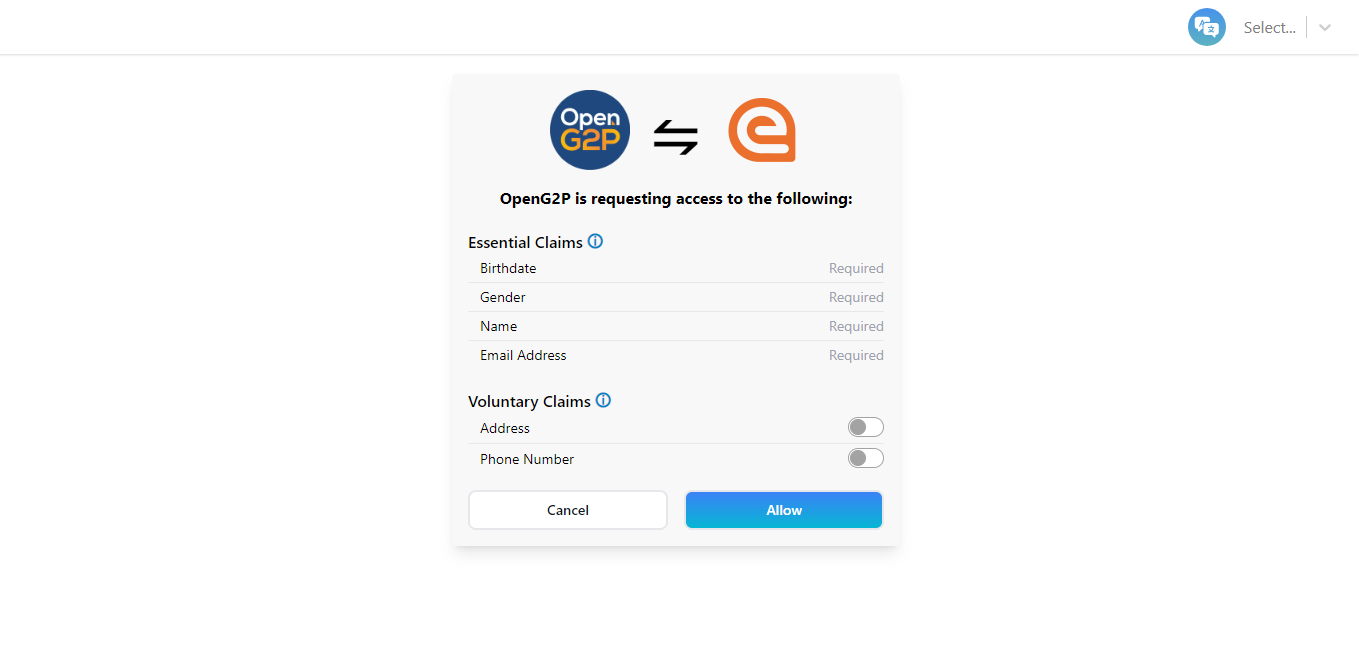 Select...
Open
G2P
OpenG2P is requesting access to the following:
Essential Claims
Birthdate Required
Gender Required
Name Required
Email Address Required
Voluntary Claims
Address
Phone Number
Cancel Allow